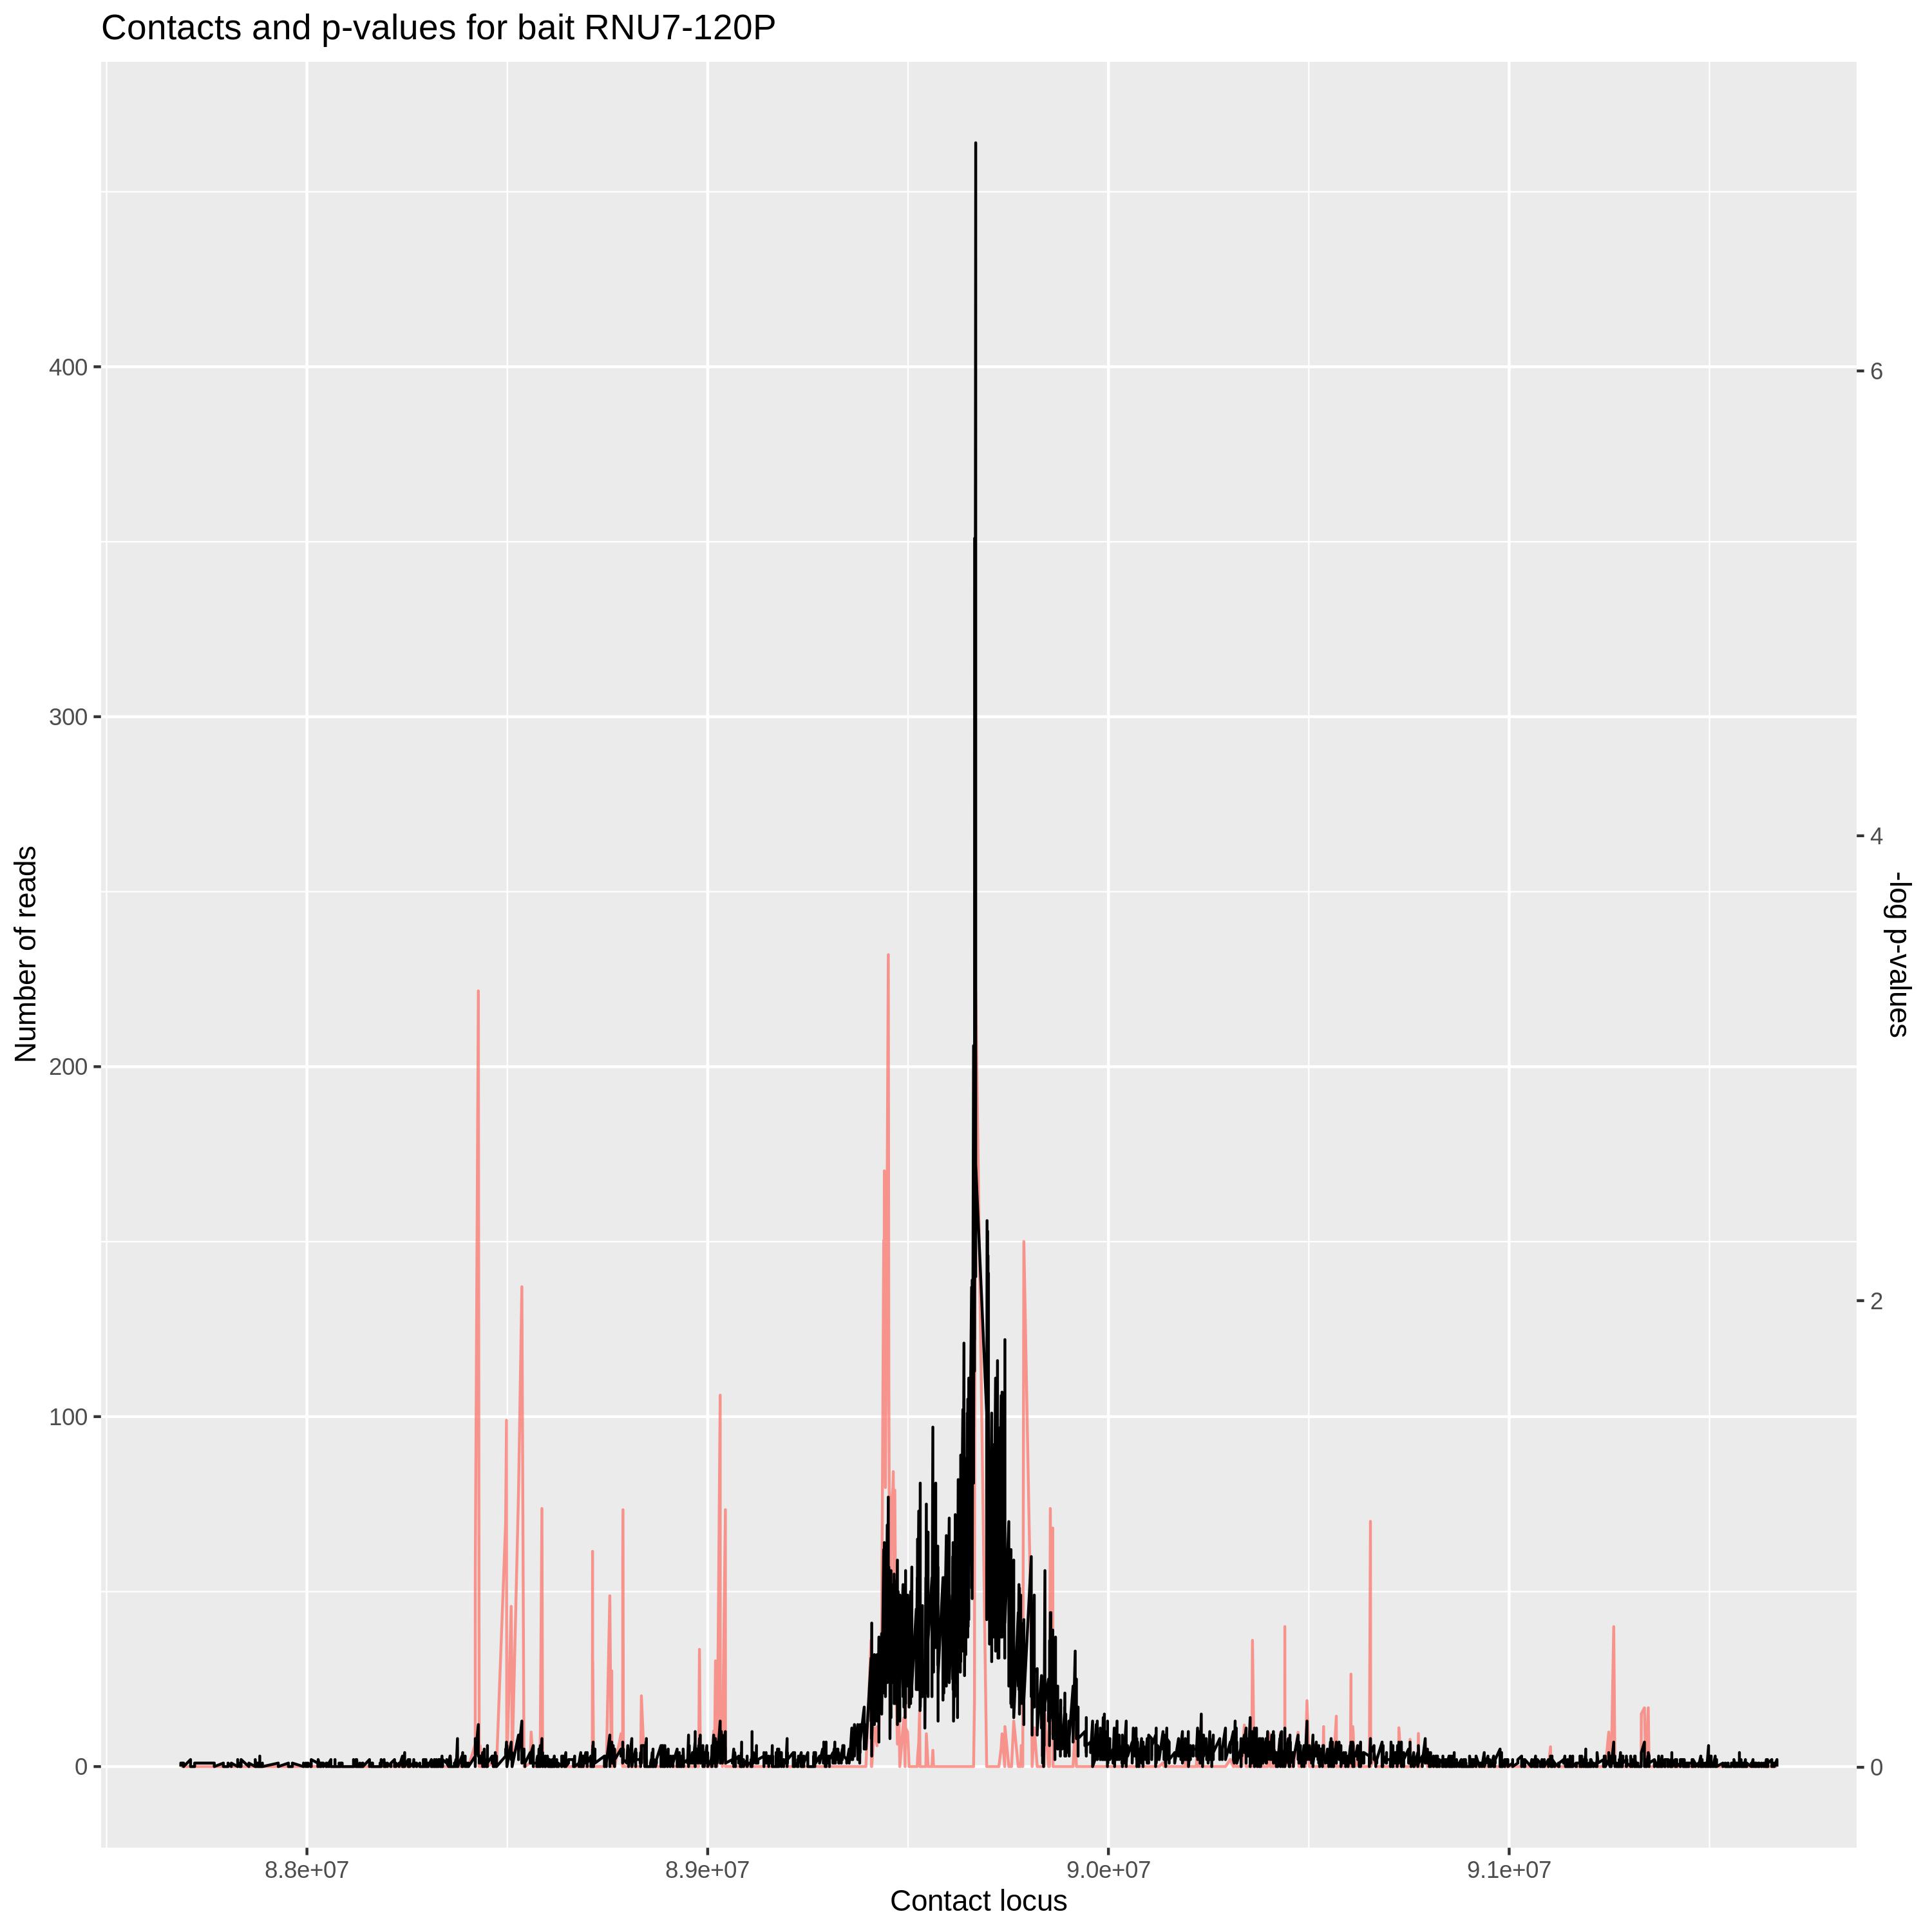 Contacts and p-values for bait RNU7-120P
400
300
200
100
0
6
4
2
0
Number of reads
-log p-values
8.8e+07 8.9e+07 9.0e+07 9.1e+07
Contact locus